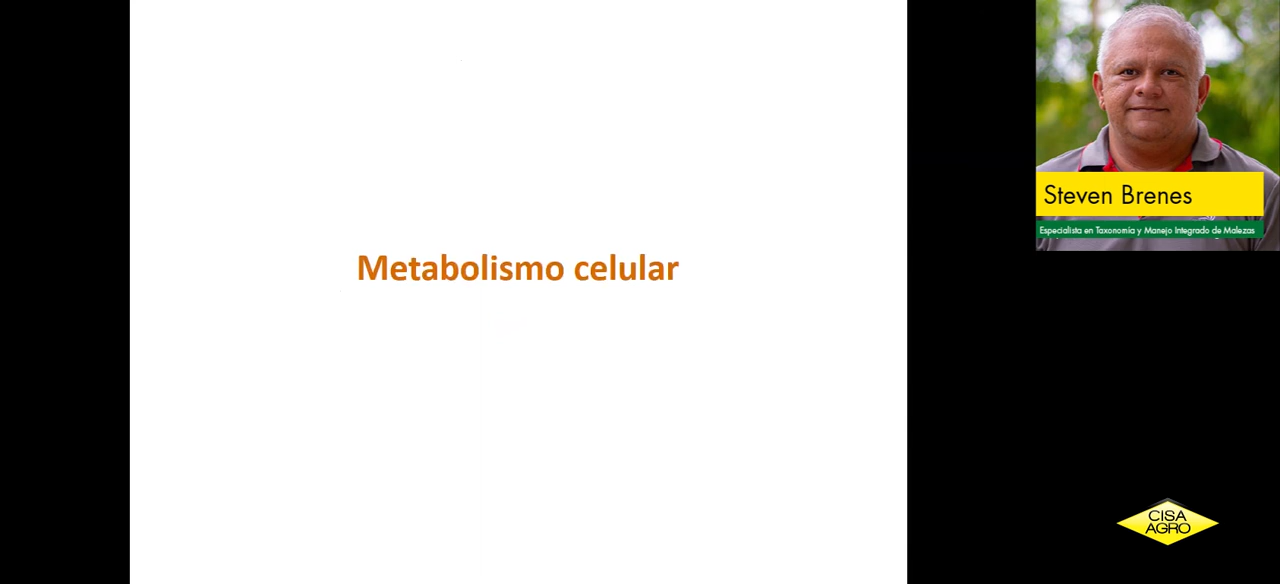 Metabolismo celular
Steven Brenes
Especialista en Taxonomía y Manejo Integrado de Malezas
CISA
AGRO